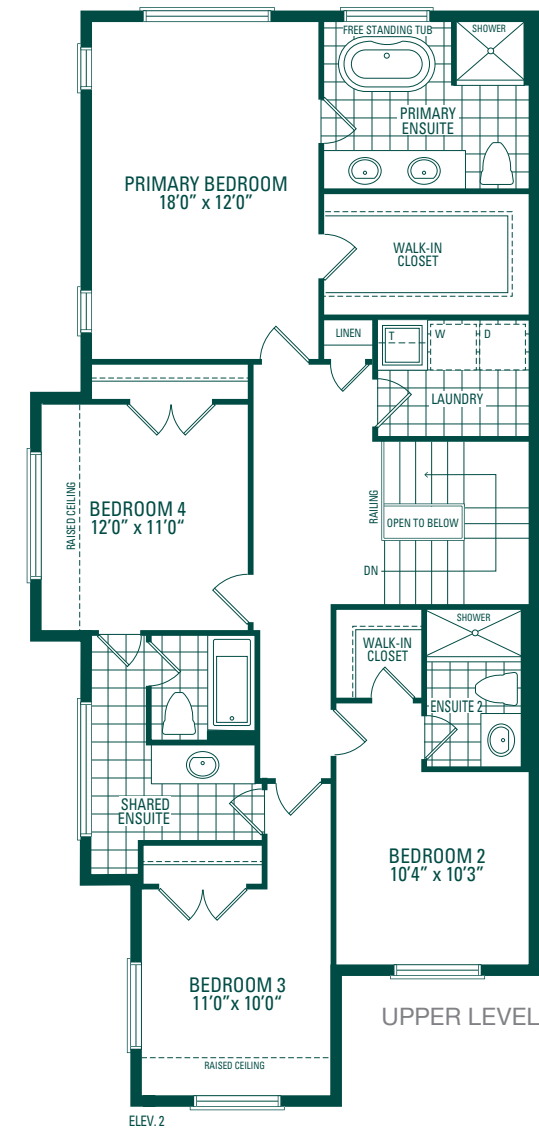 FREE STANDING TUB
SHOWER
PRIMARY
ENSUITE
PRIMARY BEDROOM
18'0" x 12'0"
WALK-IN
CLOSET
LINEN
T
W
D
LAUNDRY
RAISED CEILING
BEDROOM 4
12'0" x 11'0"
RAILING
OPEN TO BELOW
DN
SHOWER
WALK-IN
CLOSET
ENSUITE 2
SHARED
ENSUITE
BEDROOM 2
10'4" x 10'3"
BEDROOM 3
11'0"x 10'0"
UPPER LEVEL
RAISED CEILING
ELEV. 2